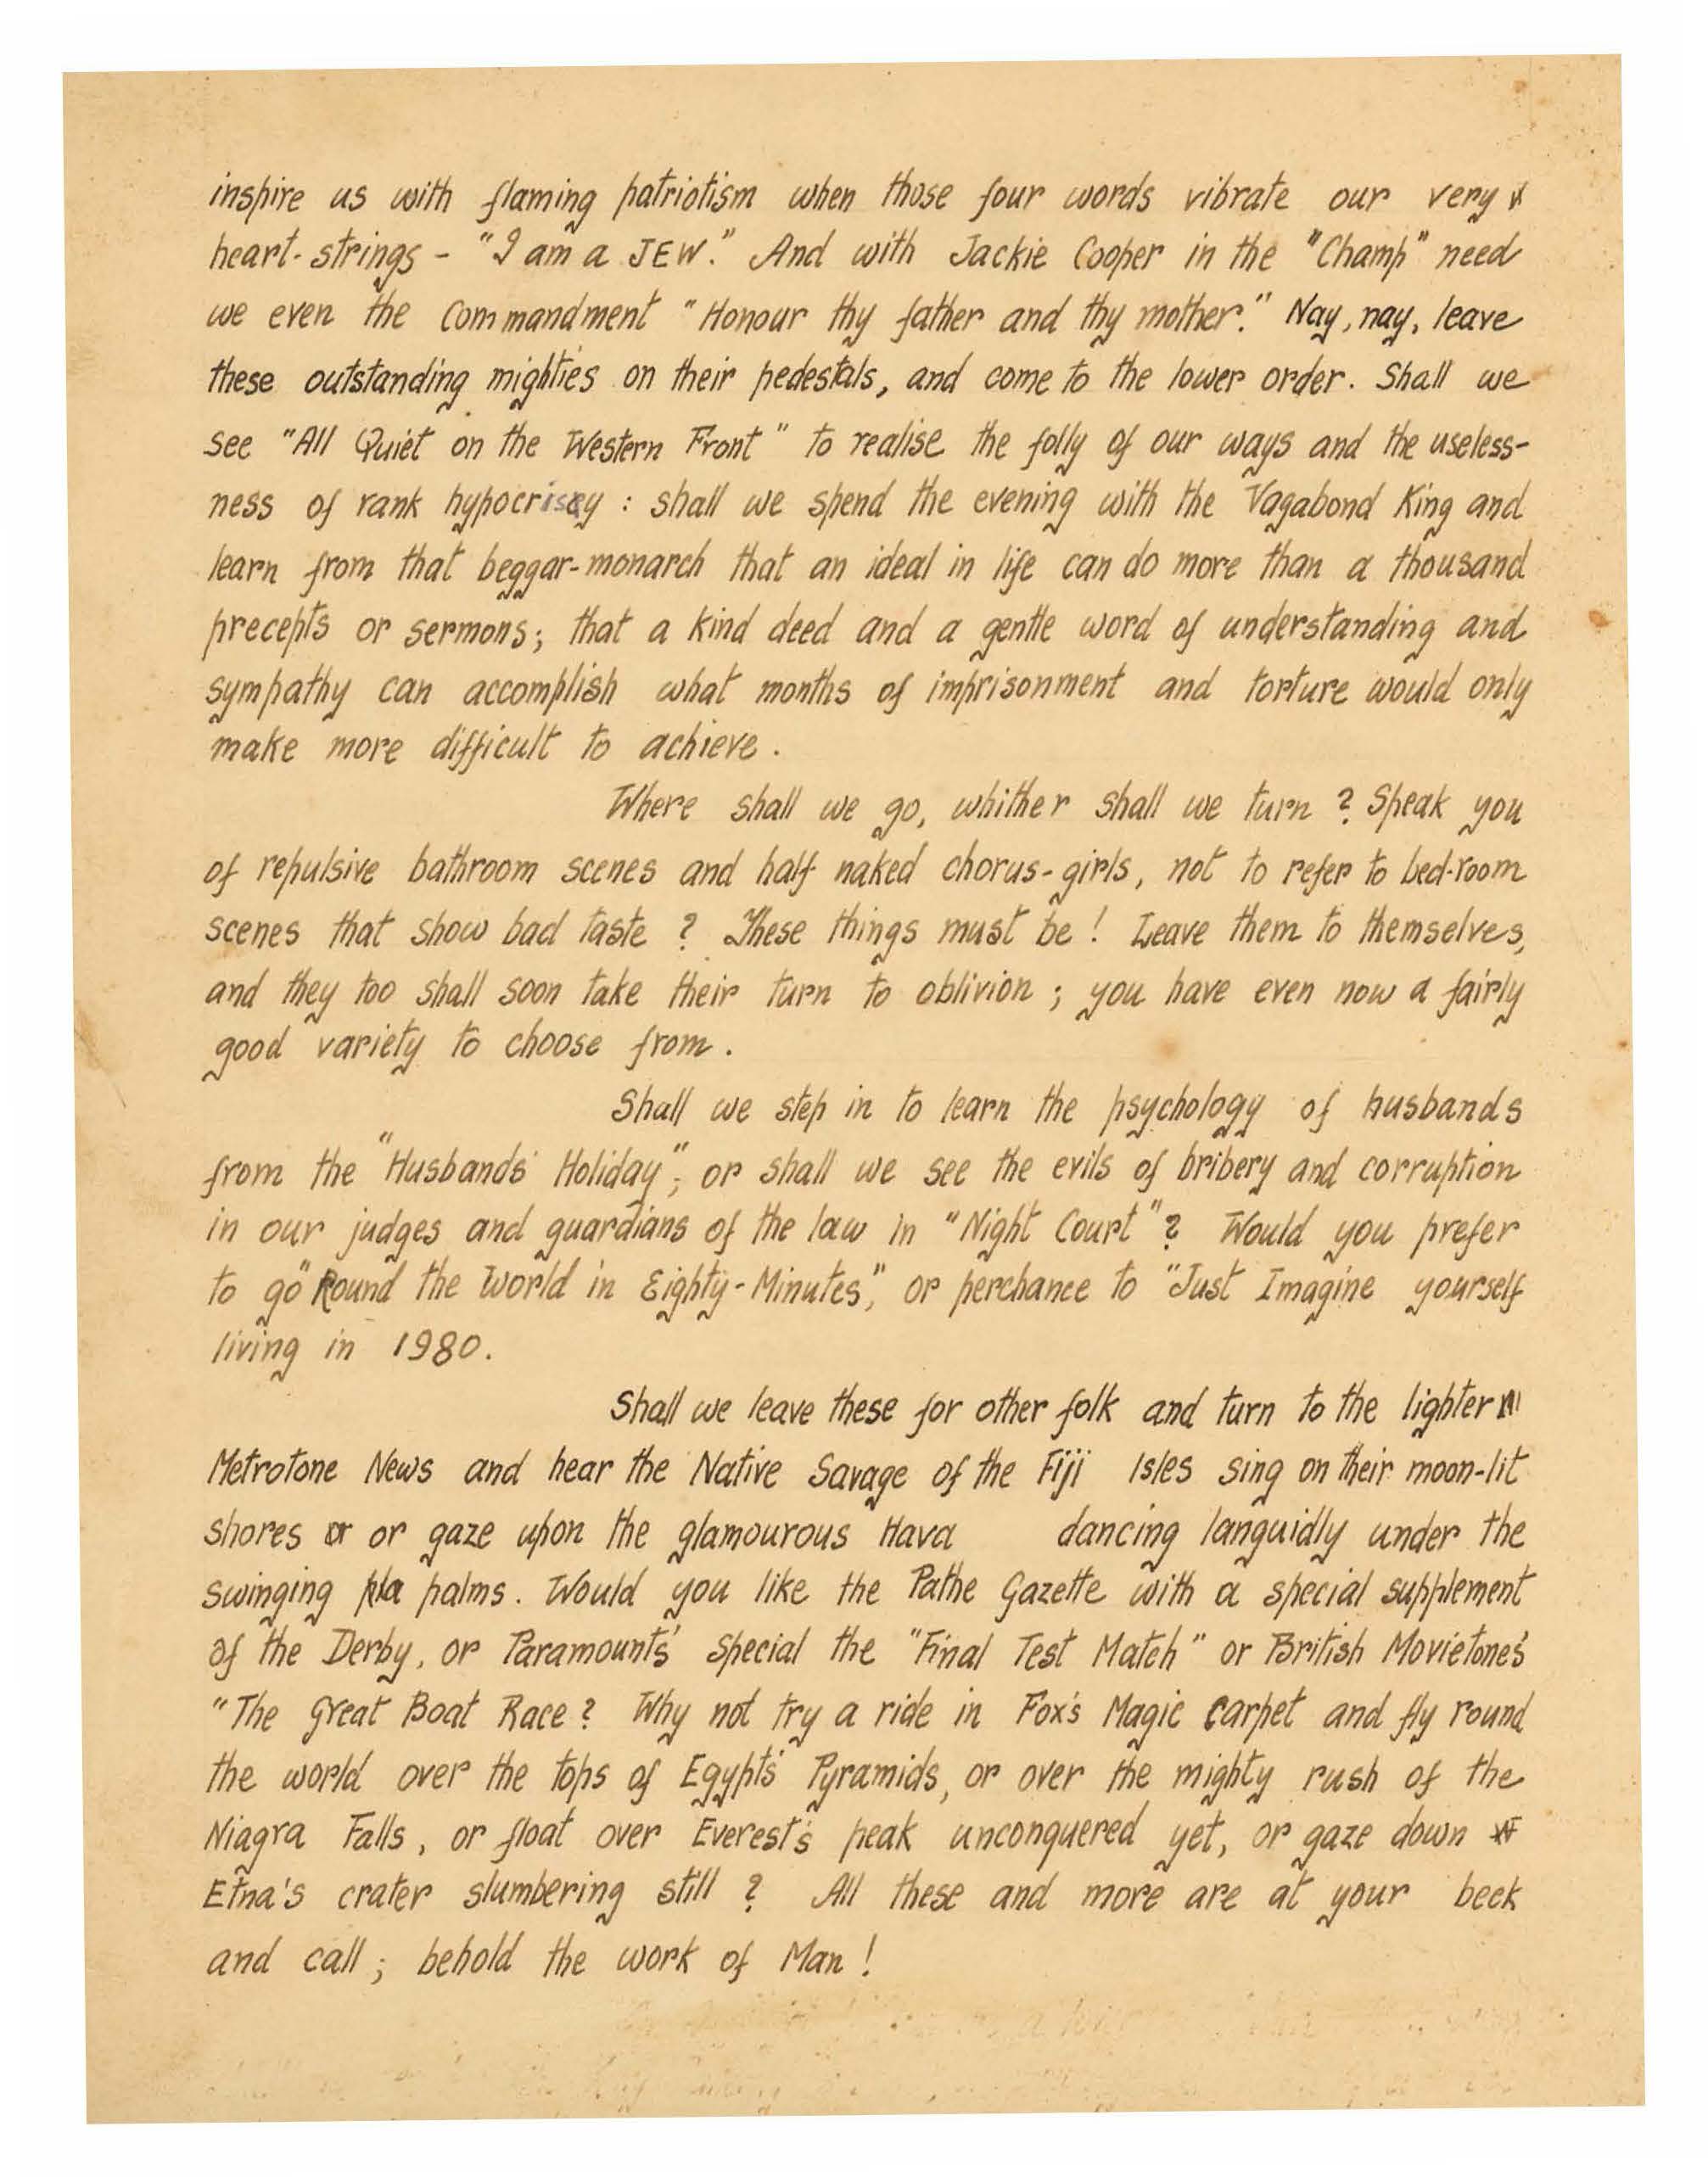 inspire us with flaming patriotism when those four words vibrate our very
heart-strings - "I am a JEW." And with Jackie Cooper in the "Champ" need
we even the Commandment "Honour thy father and thy mother." Nay, nay, leave
these outstanding mighties on their pedestals, and come to the lower order. Shall we
see "All Quiet on the Western Front" to realise the folly of our ways and the useless-
ness of rank hypocrisy : shall we spend the evening with the Vagabond King and
learn from that beggar-monarch that an ideal in life can do more than a thousand
precepts or sermons; that a kind deed and a gentle word of understanding and
sympathy can accomplish what months of imprisonment and torture would only
make more difficult to achieve.
Where shall we go, whither shall we turn ? Speak you
of repulsive bathroom scenes and half naked chorus-girls, not to refer to bed-room
scenes that show bad taste ? These things must be ! Leave them to themselves,
and they too shall soon take their turn to oblivion ; you have even now a fairly
good variety to choose from.
Shall we step in to learn the psychology of husbands
from the "Husbands' Holiday"; or shall we see the evils of bribery and corruption
in our judges and guardians of the law in "Night Court"? Would you prefer
to go "Round the World in Eighty-Minutes", or perchance to "Just Imagine yourself
living in 1980.
Shall we leave these for other folk and turn to the lighter
Metrotone News and hear the Native Savage of the Fiji Isles sing on their moon-lit
shores or or gaze upon the glamourous Hava dancing languidly under the
swinging pla palms. Would you like the Pathe Gazette with a special supplement
of the Derby, or Paramounts' Special the "Final Test Match" or British Movietone's
"The Great Boat Race ? Why not try a ride in Fox's Magic Carpet and fly round
the world over the tops of Egypt's Pyramids, or over the mighty rush of the
Niagra Falls, or float over Everest's peak unconquered yet, or gaze down
Etna's crater slumbering still ? All these and more are at your beck
and call ; behold the work of Man !